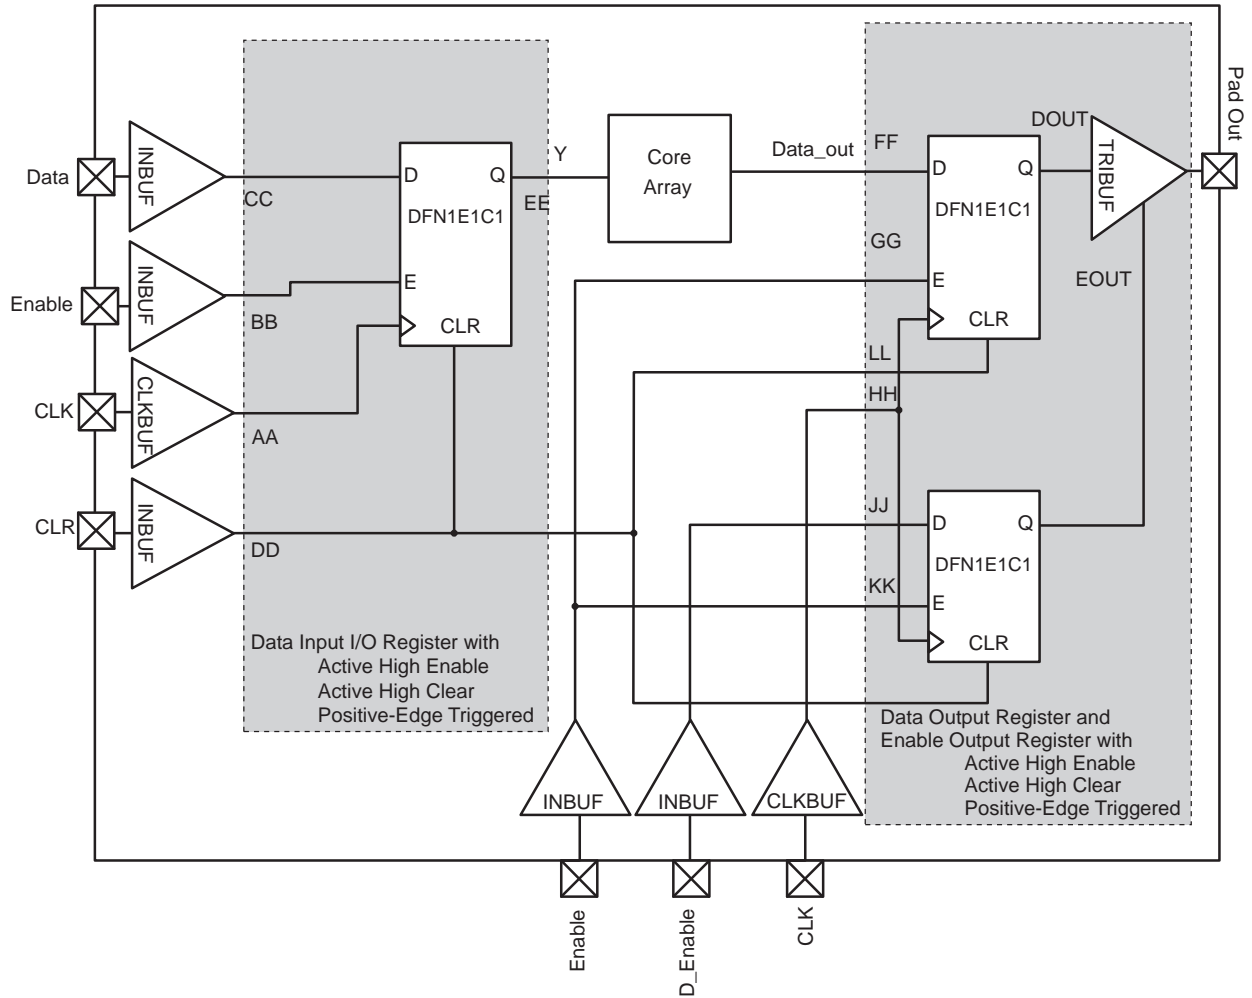 Data
INBUF
CC
Enable
INBUF
BB
CLK
CLKBUF
AA
CLR
INBUF
DD
D
Q
DFN1E1C1
E
CLR
Y
EE
Core
Array
Data_out
FF
GG
LL
HH
JJ
KK
D
Q
DFN1E1C1
E
CLR
DOUT
TRIBUF
EOUT
Pad Out
D
Q
DFN1E1C1
E
CLR
Data Input I/O Register with
Active High Enable
Active High Clear
Positive-Edge Triggered
Data Output Register and
Enable Output Register with
Active High Enable
Active High Clear
Positive-Edge Triggered
INBUF
INBUF
CLKBUF
Enable
D_Enable
CLK